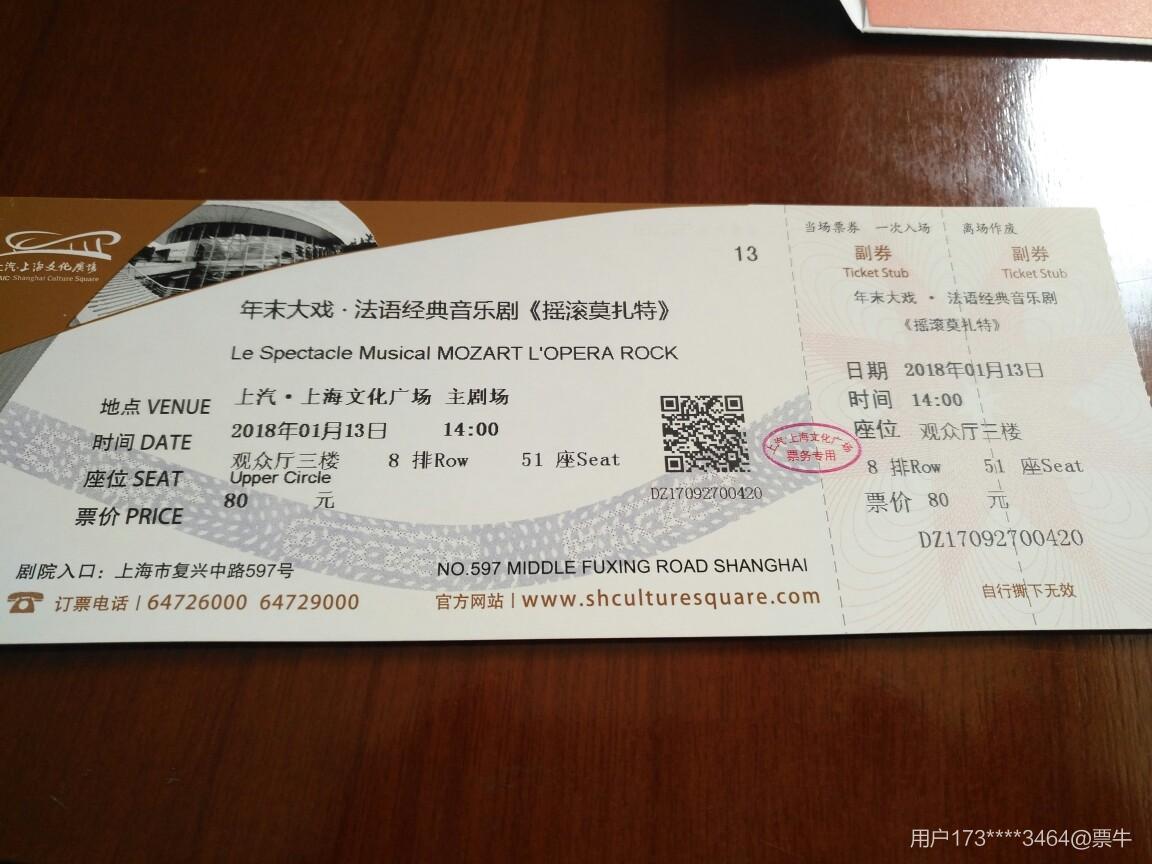 上汽·上海文化廣場
SAIC·Shanghai Culture Square
13
年末大戏·法语经典音乐剧《摇滚莫扎特》
Le Spectacle Musical MOZART L'OPERA ROCK
地点 VENUE 上汽·上海文化广场 主剧场
时间 DATE 2018年01月13日 14:00
座位 SEAT 观众厅三楼 8 排Row 51 座Seat
Upper Circle
票价 PRICE 80 元
DZ17092700420
剧院入口：上海市复兴中路597号 NO.597 MIDDLE FUXING ROAD SHANGHAI
订票电话 | 64726000 64729000 官方网站 | www.shculturesquare.com
上汽·上海文化广场
票务专用
当场票券 一次入场 离场作废
副券 副券
Ticket Stub Ticket Stub
年末大戏·法语经典音乐剧
《摇滚莫扎特》
日期 2018年01月13日
时间 14:00
座位 观众厅三楼
8 排Row 51 座Seat
票价 80 元
DZ17092700420
自行撕下无效
用户173****3464@票牛